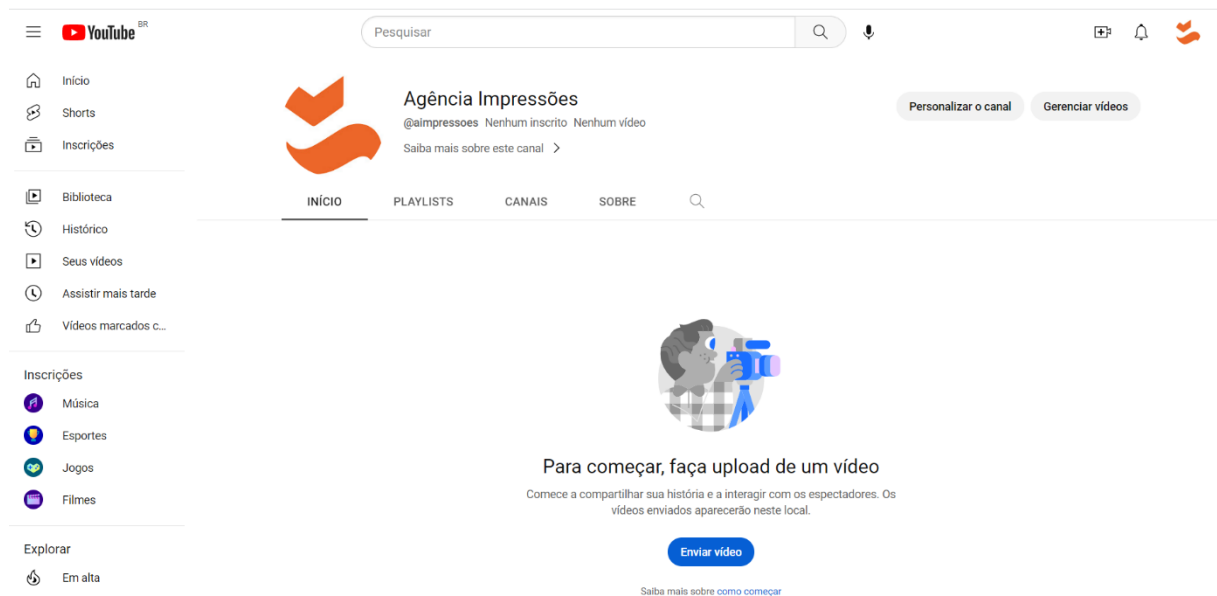 YouTube BR
Pesquisar
Início
Shorts
Inscrições
Biblioteca
Histórico
Seus vídeos
Assistir mais tarde
Vídeos marcados c...
Inscrições
Música
Esportes
Jogos
Filmes
Explorar
Em alta
Agência Impressões
@aimpressoes Nenhum inscrito Nenhum vídeo
Saiba mais sobre este canal
Personalizar o canal Gerenciar vídeos
INÍCIO PLAYLISTS CANAIS SOBRE
Para começar, faça upload de um vídeo
Comece a compartilhar sua história e a interagir com os espectadores. Os
vídeos enviados aparecerão neste local.
Enviar vídeo
Saiba mais sobre como começar